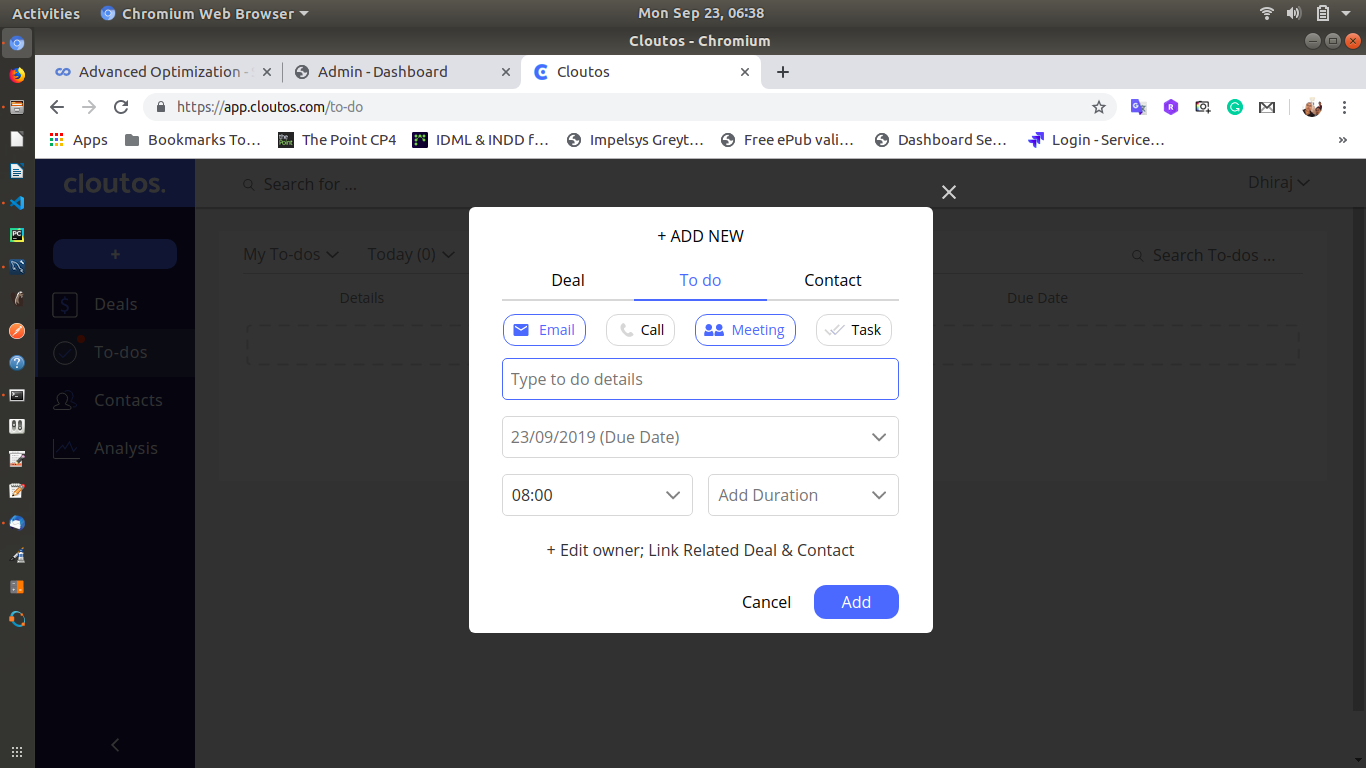 Activities Chromium Web Browser Mon Sep 23, 06:38
Cloutos - Chromium
Advanced Optimization - Admin - Dashboard Cloutos
https://app.cloutos.com/to-do
Apps Bookmarks To... The Point CP4 IDML & INDD f... Impelsys Greyt... Free ePub vali... Dashboard Se... Login - Service... »
cloutos. Search for ... Dhiraj
+ ADD NEW
+
My To-dos Today (0) Search To-dos ...
Deal To do Contact
Details Due Date
Deals
Email Call Meeting Task
To-dos
Type to do details
Contacts
23/09/2019 (Due Date)
Analysis
08:00 Add Duration
+ Edit owner; Link Related Deal & Contact
Cancel Add